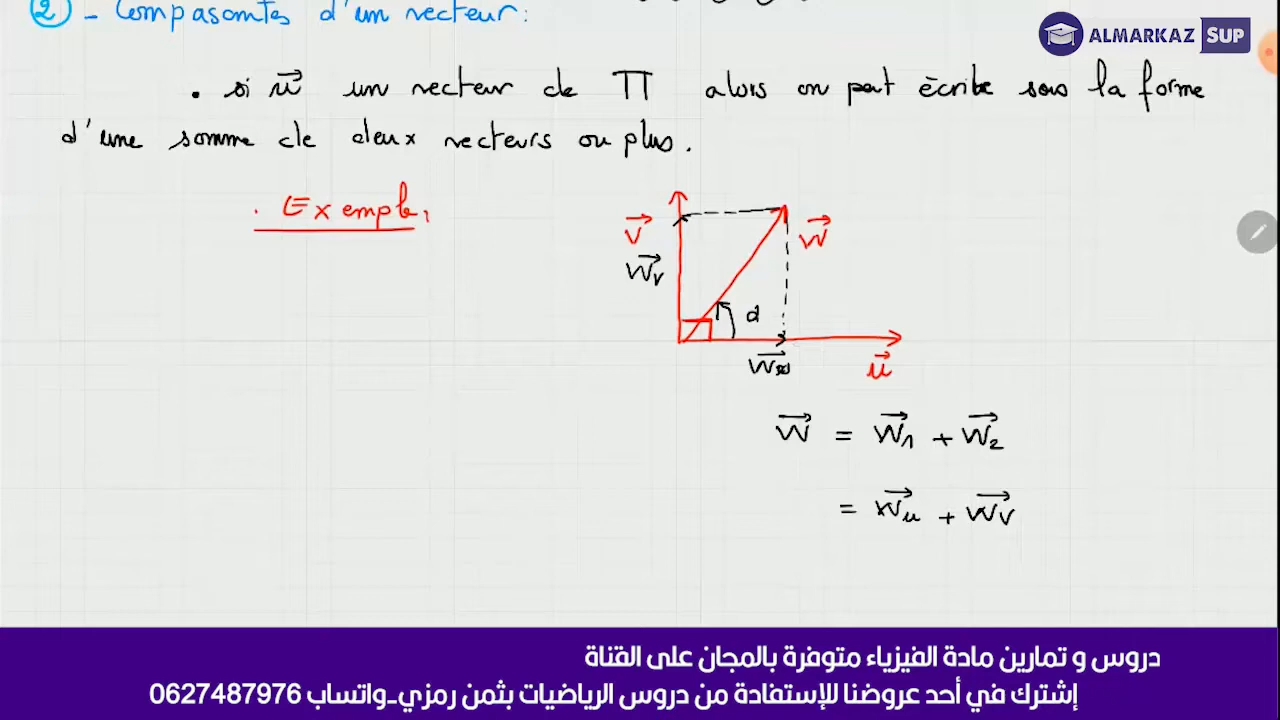 ALMARKAZ SUP
2 - Composantes d'un vecteur:
. si u⃗ un vecteur de Π alors on peut écrire sous la forme
d'une somme de deux vecteurs ou plus.
. Exemple,
v⃗
w⃗
w⃗v
α
u⃗
w⃗ = w⃗1 + w⃗2
= w⃗u + w⃗v
دروس و تمارين مادة الفيزياء متوفرة بالمجان على القناة
إشترك في أحد عروضنا للإستفادة من دروس الرياضيات بثمن رمزي-واتساب 0627487976